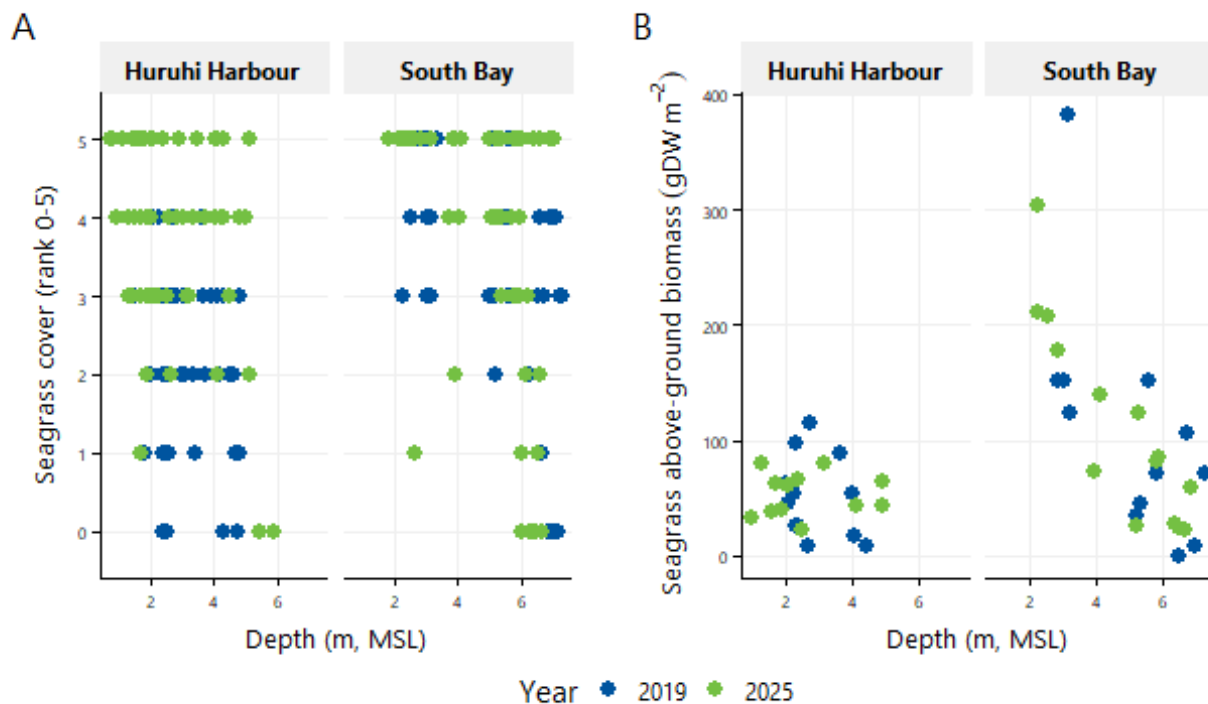 A
Huruhi Harbour
South Bay
Seagrass cover (rank 0-5)
5
4
3
2
1
0
2
4
6
2
4
6
Depth (m, MSL)
B
Huruhi Harbour
South Bay
Seagrass above-ground biomass (gDW m⁻²)
400
300
200
100
0
2
4
6
2
4
6
Depth (m, MSL)
Year 2019 2025